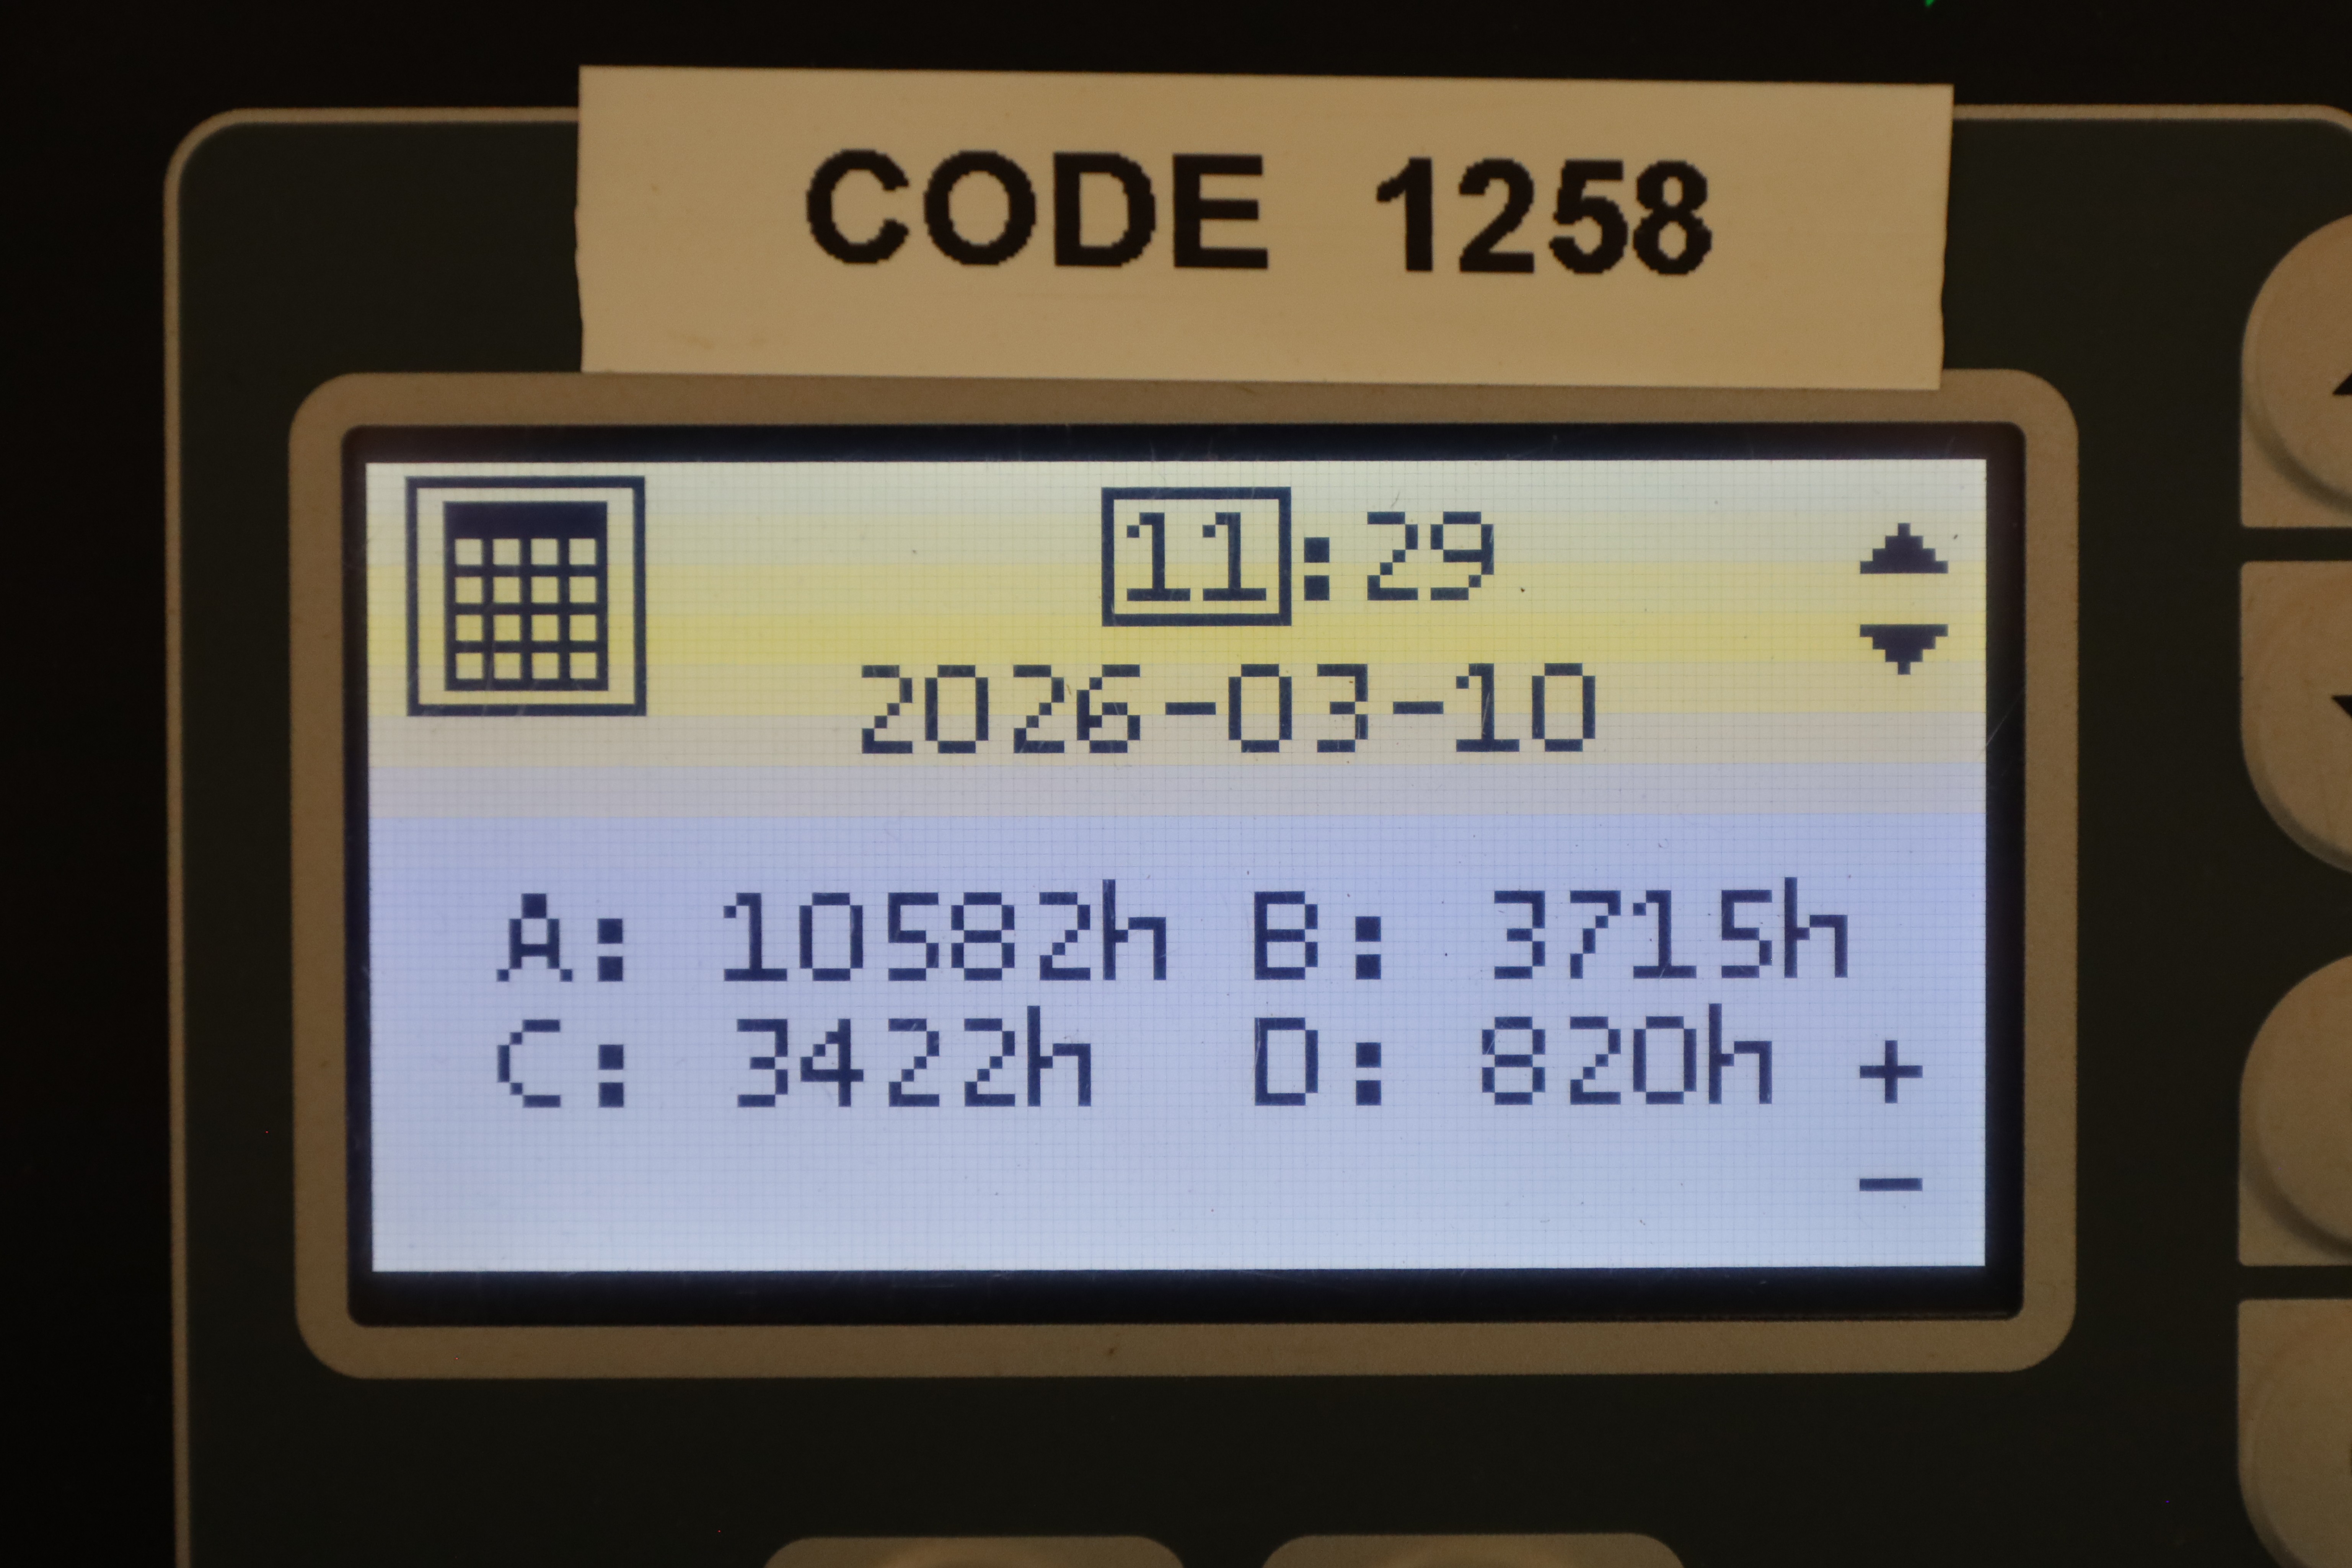 CODE 1258
11:29
2026-03-10
A: 10582h B: 3715h
C: 3422h D: 820h +
-